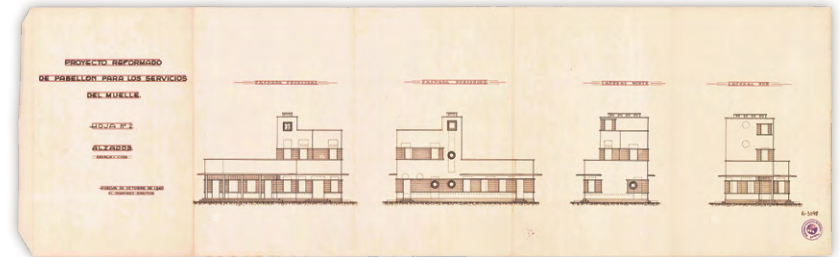 PROYECTO REFORMADO
DE PABELLON PARA LOS SERVICIOS
DEL MUELLE.
HOJA Nº 2
ALZADOS
FACHADA PRINCIPAL
FACHADA POSTERIOR
LATERAL NORTE
LATERAL SUR